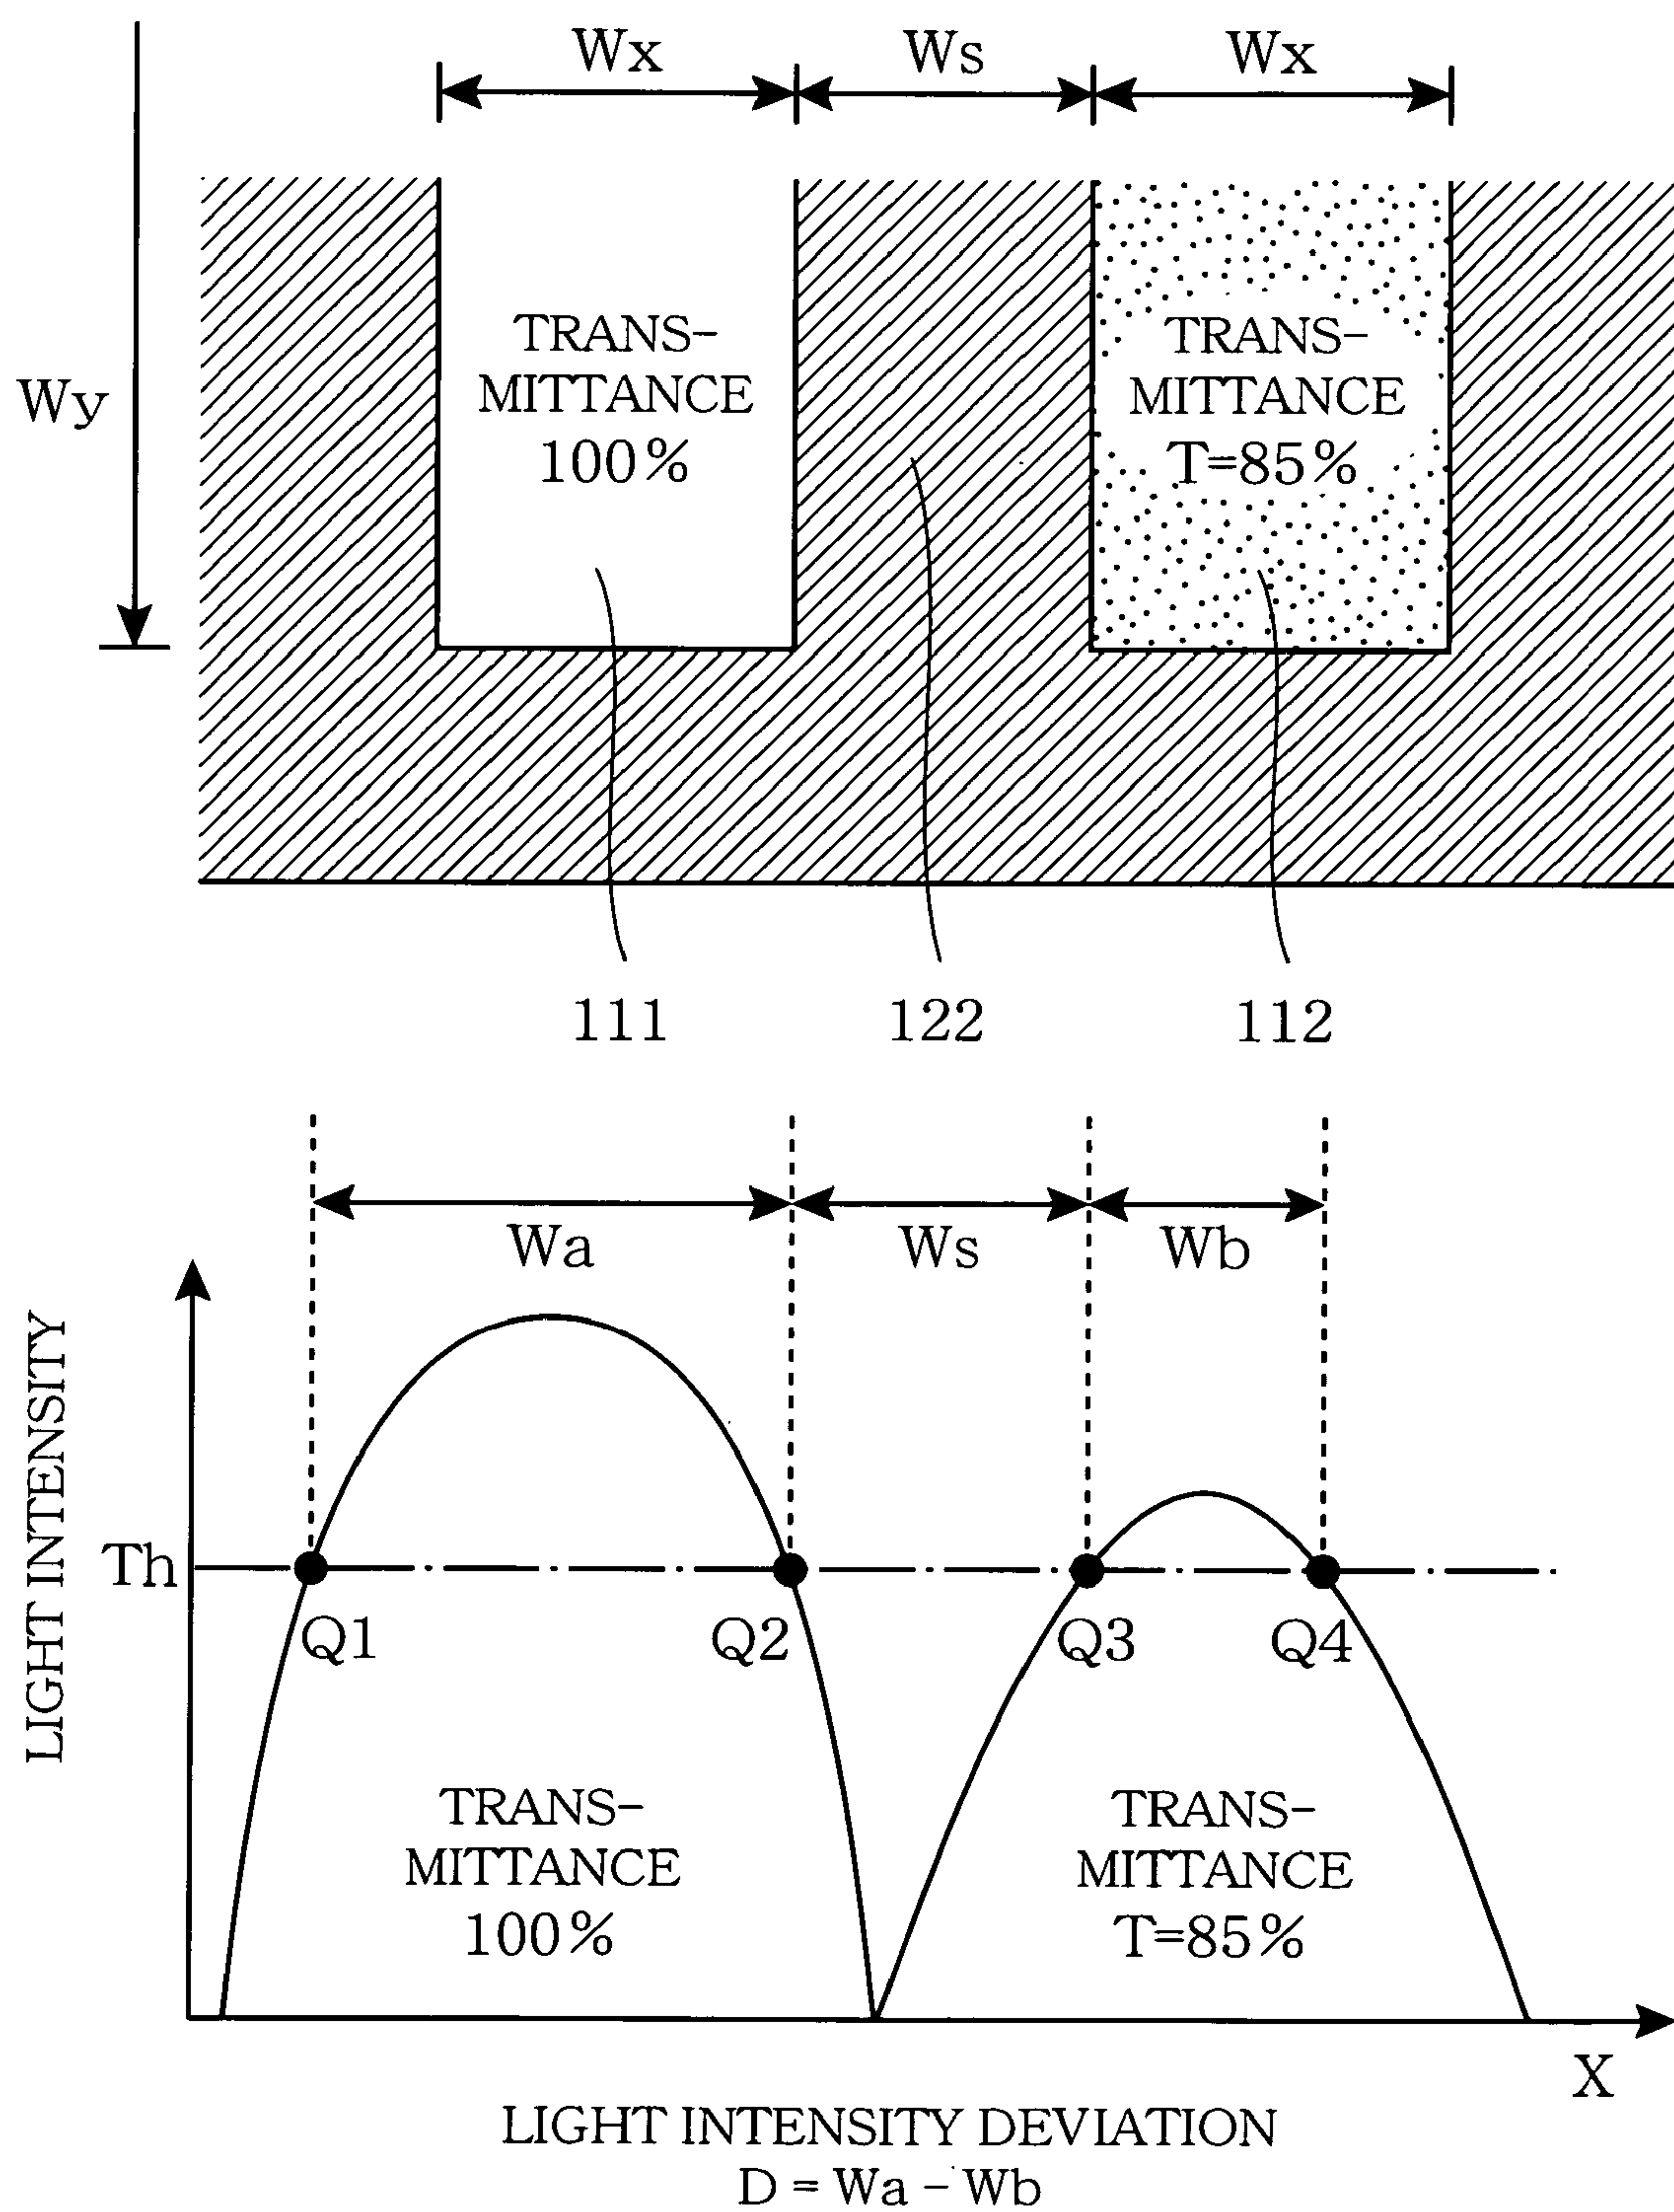 Wx Ws Wx
Wy
TRANS-
MITTANCE
100%
TRANS-
MITTANCE
T=85%
111 122 112
Wa Ws Wb
LIGHT INTENSITY
Th
Q1 Q2 Q3 Q4
TRANS-
MITTANCE
100%
TRANS-
MITTANCE
T=85%
X
LIGHT INTENSITY DEVIATION
D = Wa - Wb